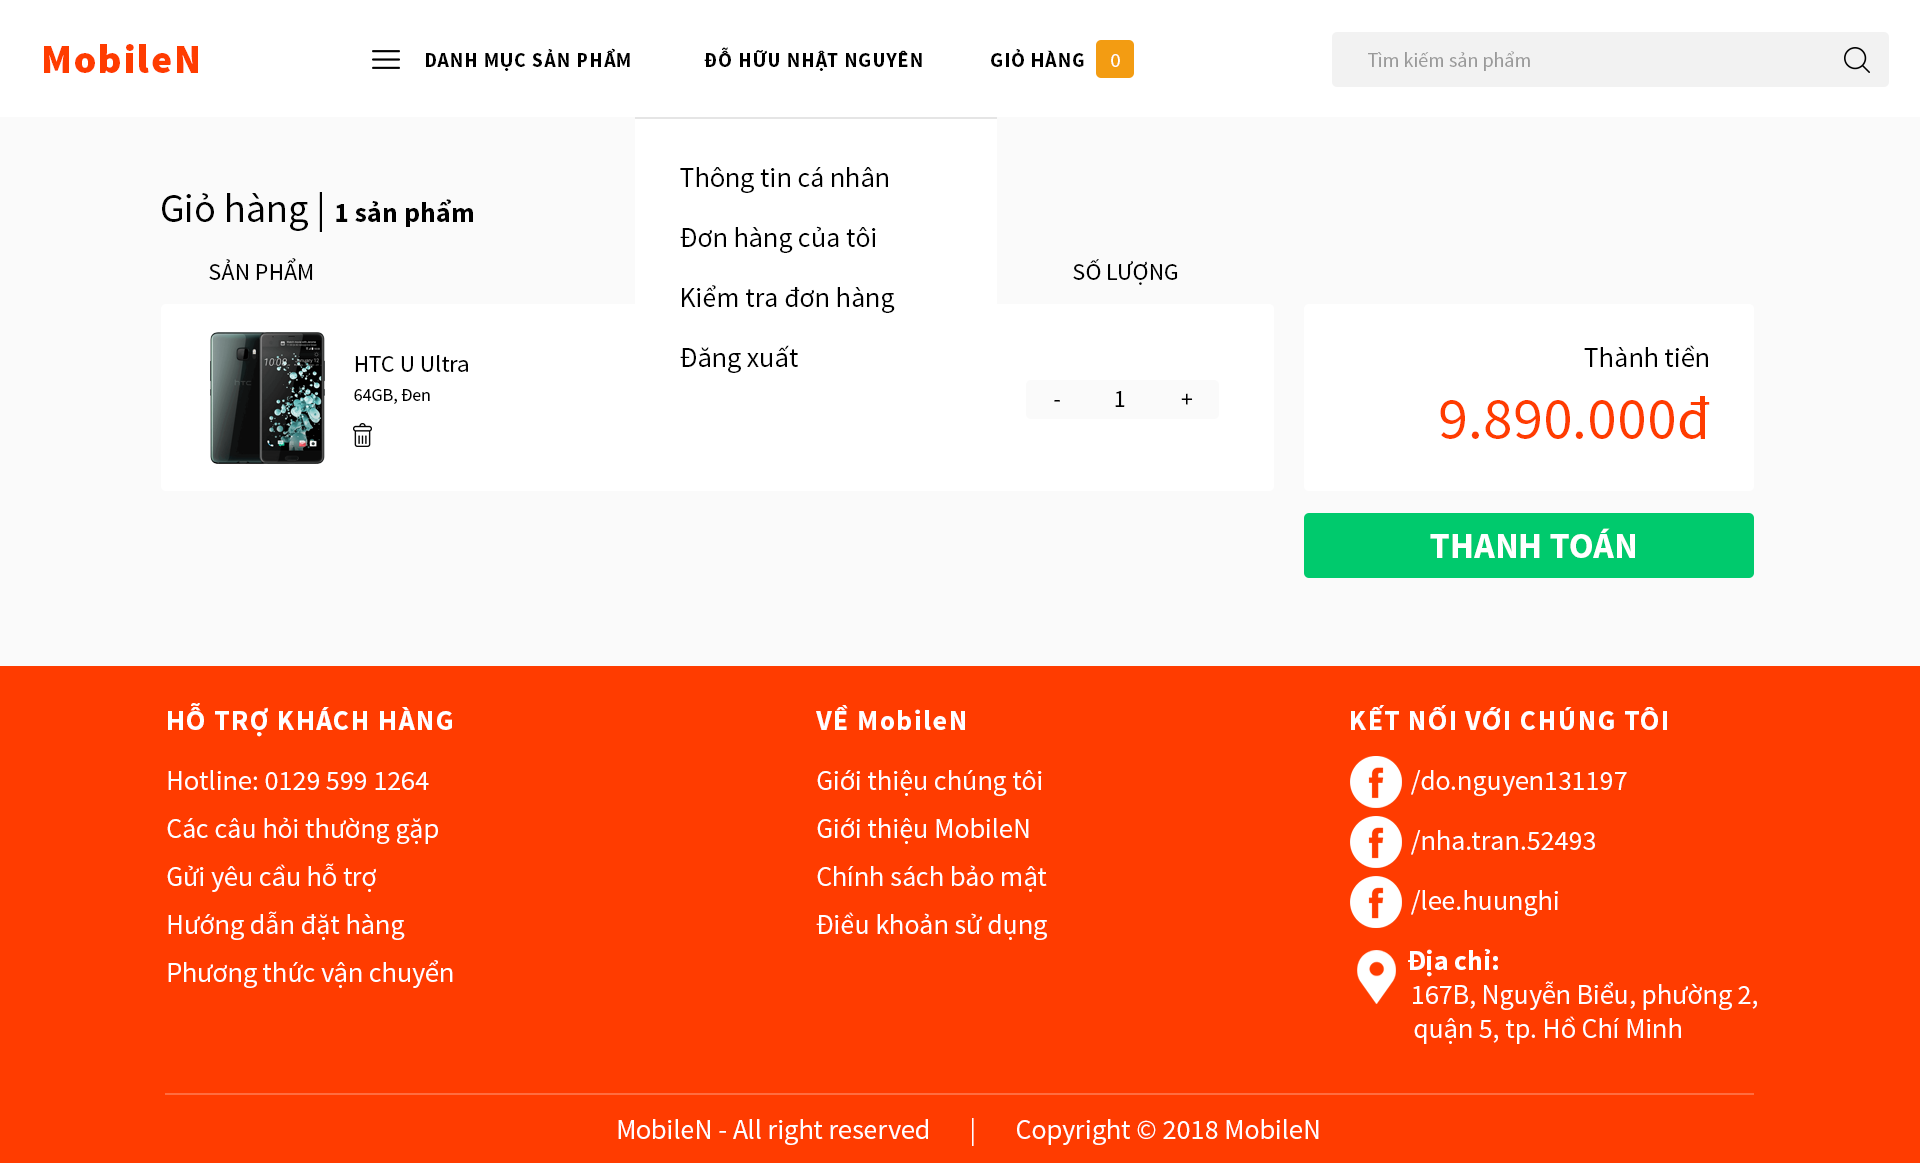 MobileN
DANH MỤC SẢN PHẨM
ĐỖ HỮU NHẬT NGUYÊN
GIỎ HÀNG 0
Tìm kiếm sản phẩm
Thông tin cá nhân
Đơn hàng của tôi
Kiểm tra đơn hàng
Đăng xuất
Giỏ hàng | 1 sản phẩm
SẢN PHẨM
SỐ LƯỢNG
HTC U Ultra
64GB, Đen
- 1 +
Thành tiền
9.890.000đ
THANH TOÁN
HỖ TRỢ KHÁCH HÀNG
Hotline: 0129 599 1264
Các câu hỏi thường gặp
Gửi yêu cầu hỗ trợ
Hướng dẫn đặt hàng
Phương thức vận chuyển
VỀ MobileN
Giới thiệu chúng tôi
Giới thiệu MobileN
Chính sách bảo mật
Điều khoản sử dụng
KẾT NỐI VỚI CHÚNG TÔI
/do.nguyen131197
/nha.tran.52493
/lee.huunghi
Địa chỉ:
167B, Nguyễn Biểu, phường 2,
quận 5, tp. Hồ Chí Minh
MobileN - All right reserved | Copyright © 2018 MobileN